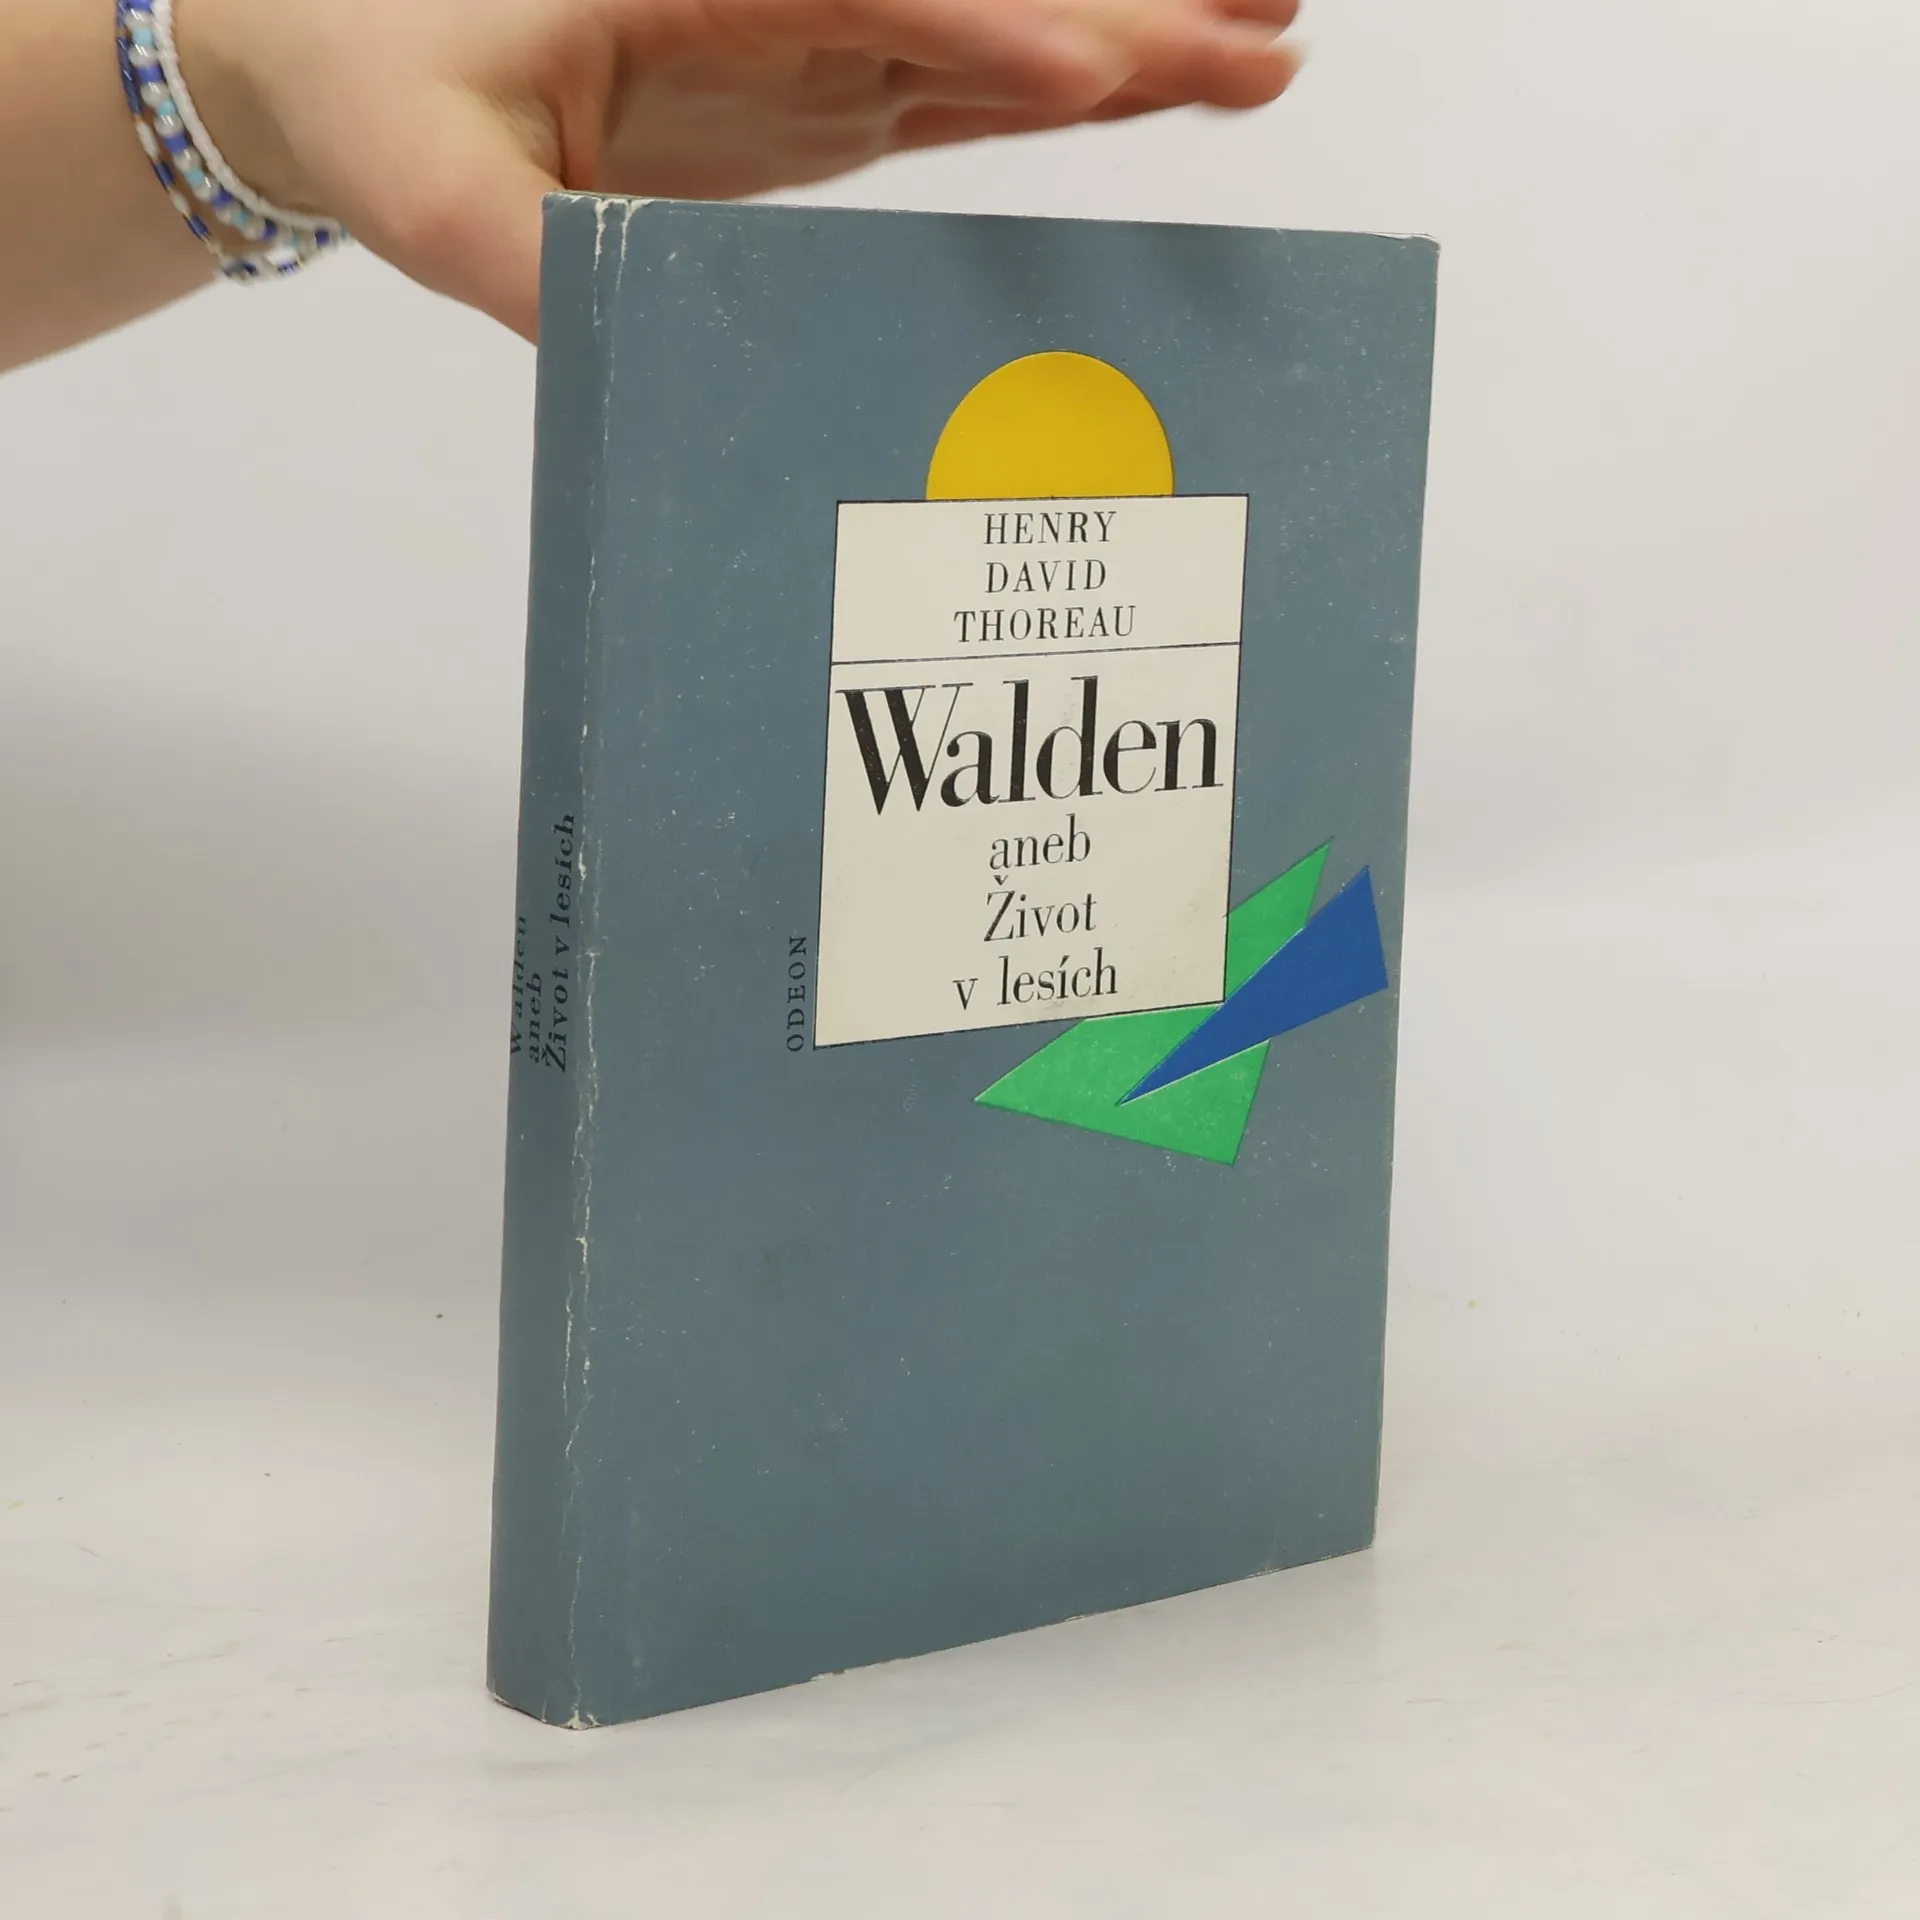 HENRY
DAVID
THOREAU
Walden
aneb
Život
v lesích
ODEON
Walden
aneb
Život v lesích